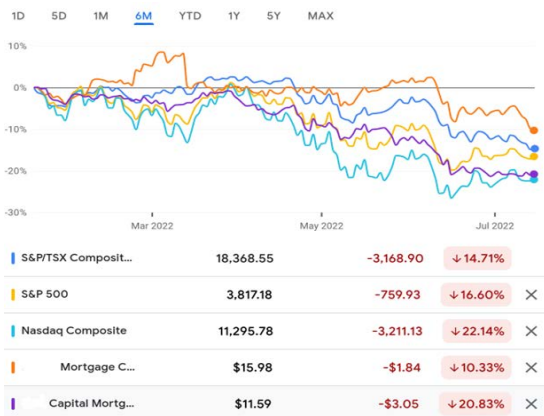 1D 5D 1M 6M YTD 1Y 5Y MAX
10%
0%
-10%
-20%
-30%
Mar 2022 May 2022 Jul 2022
S&P/TSX Composit... 18,368.55 -3,168.90 ↓14.71%
S&P 500 3,817.18 -759.93 ↓16.60% ×
Nasdaq Composite 11,295.78 -3,211.13 ↓22.14% ×
Mortgage C... $15.98 -$1.84 ↓10.33% ×
Capital Mortg... $11.59 -$3.05 ↓20.83% ×